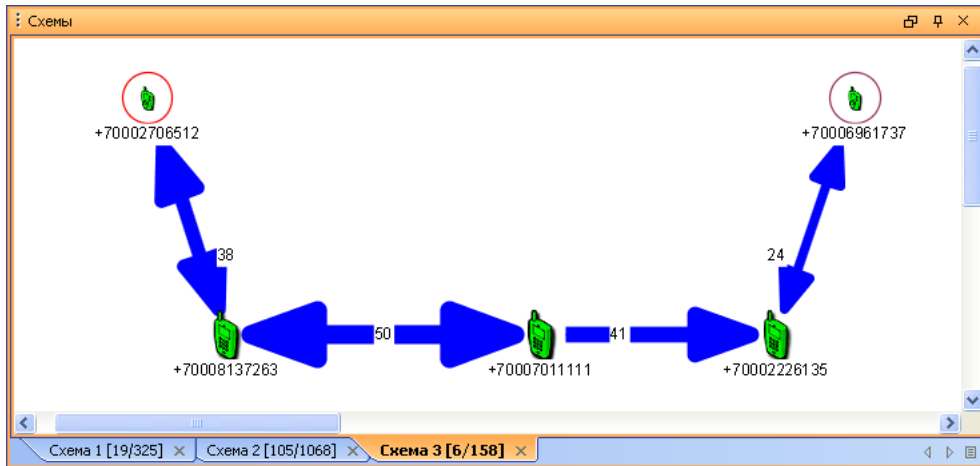 Схемы
+70002706512
+70006961737
38
24
50
41
+70008137263
+70007011111
+70002226135
Схема 1 [19/325]
Схема 2 [105/1068]
Схема 3 [6/158]